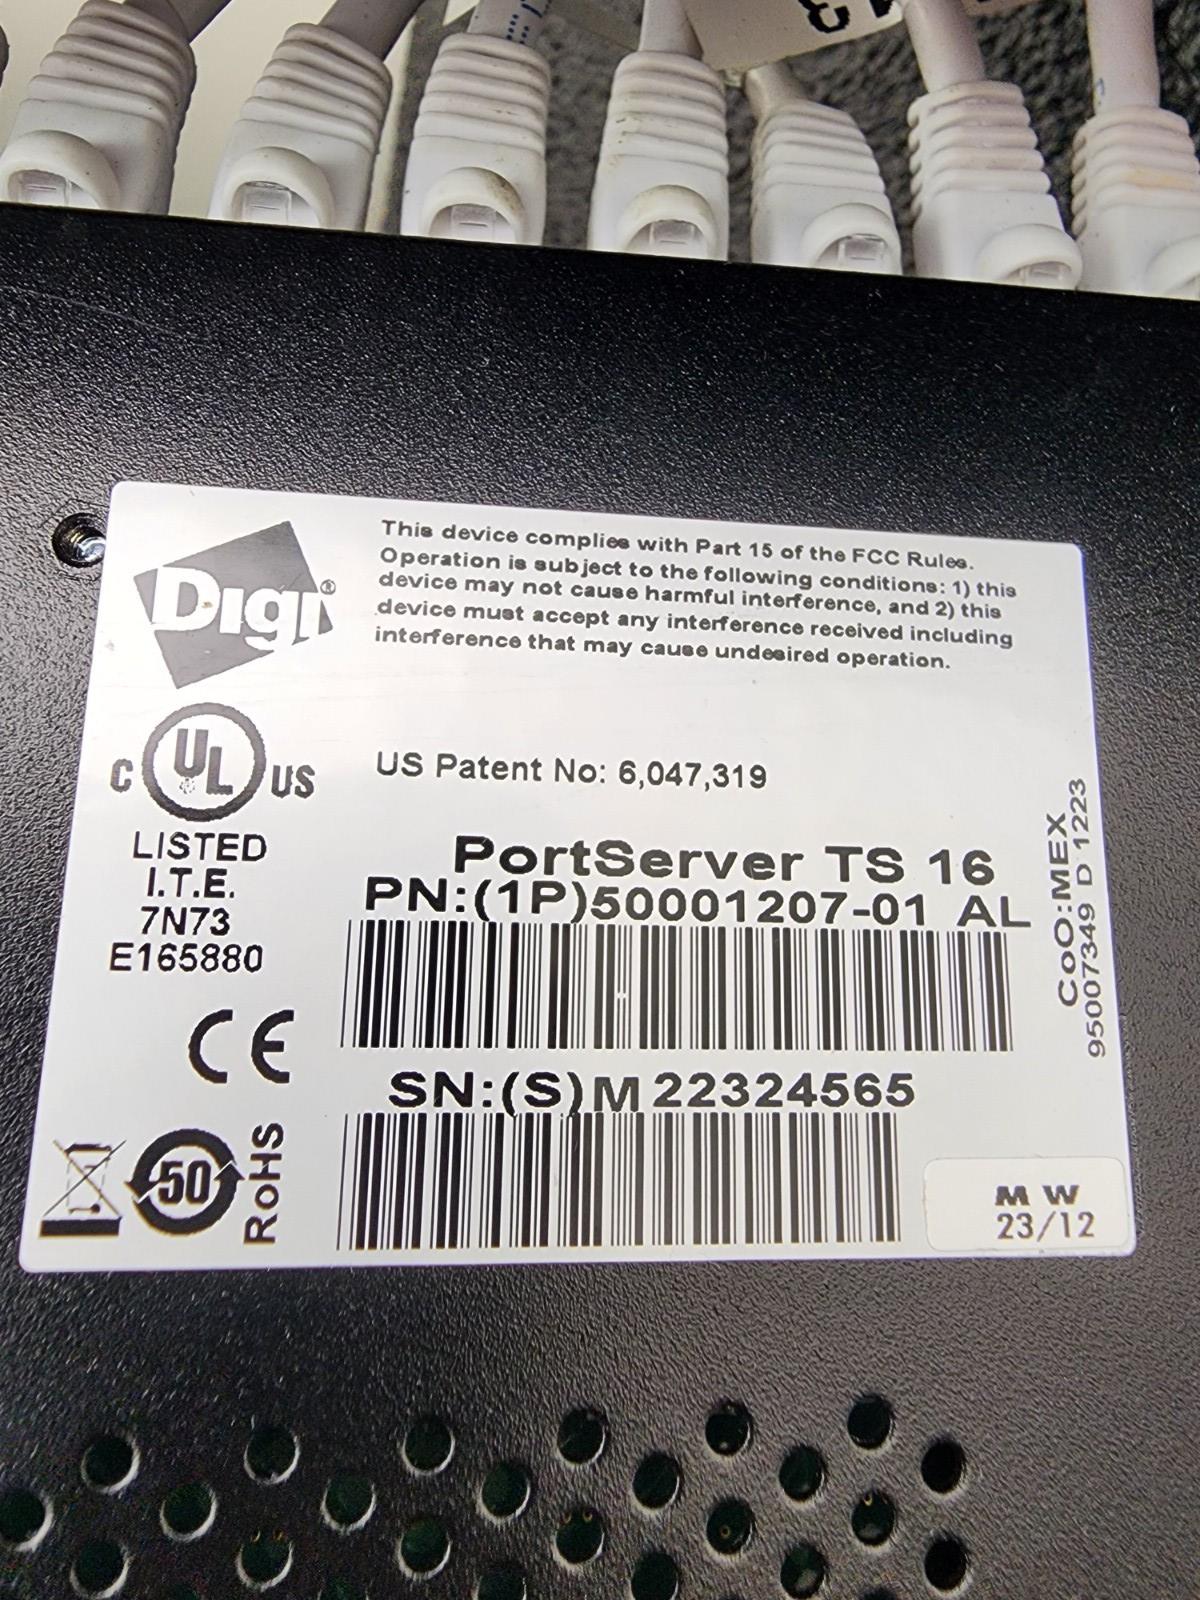 Digi®
This device complies with Part 15 of the FCC Rules.
Operation is subject to the following conditions: 1) this
device may not cause harmful interference, and 2) this
device must accept any interference received including
interference that may cause undesired operation.
C UL US
LISTED
I.T.E.
7N73
E165880
US Patent No: 6,047,319
PortServer TS 16
PN:(1P)50001207-01 AL
SN:(S)M22324565
CoO:MEX
95007349 D 1223
CE
50
RoHS
MW
23/12